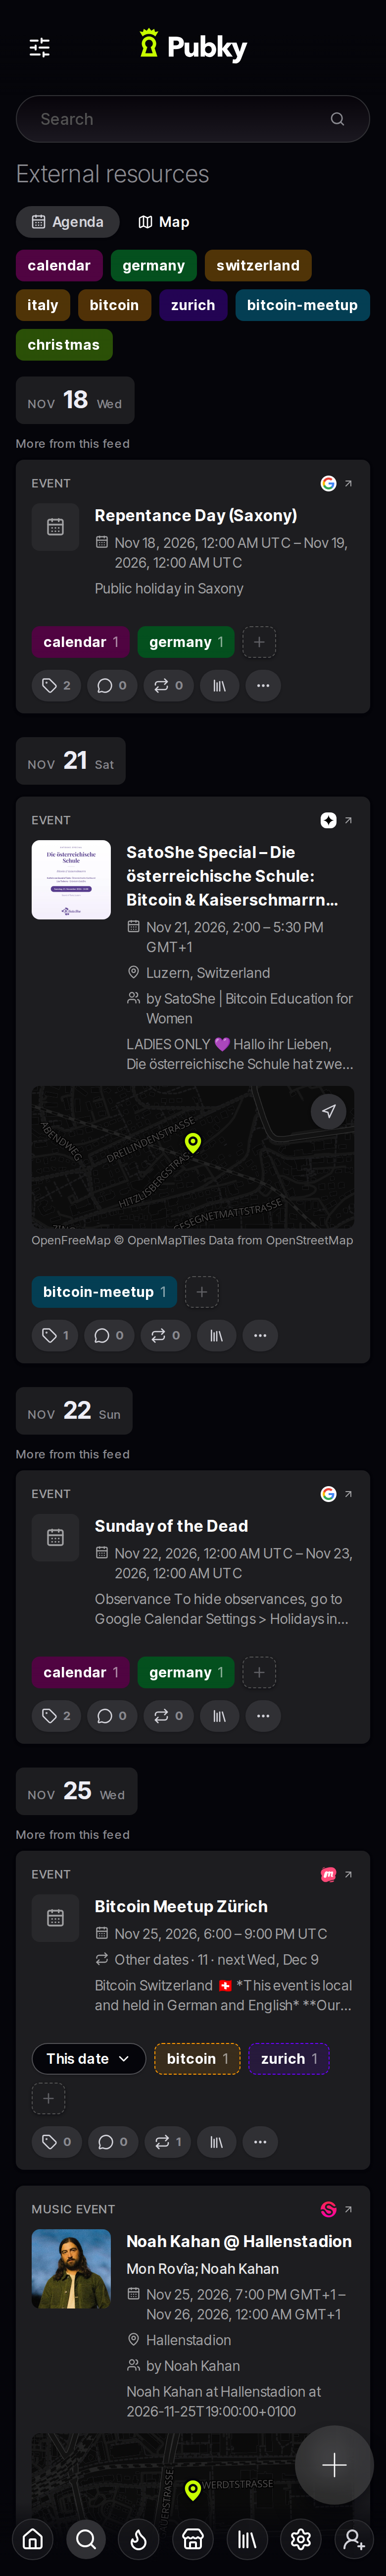 Pubky
Search
External resources
Agenda
Map
calendar
germany
switzerland
italy
bitcoin
zurich
bitcoin-meetup
christmas
NOV 18 Wed
More from this feed
EVENT
Repentance Day (Saxony)
Nov 18, 2026, 12:00 AM UTC – Nov 19,
2026, 12:00 AM UTC
Public holiday in Saxony
calendar 1
germany 1
2
0
0
NOV 21 Sat
EVENT
Die österreichische
Schule
SatoShe Special – Die
österreichische Schule:
Bitcoin & Kaiserschmarrn...
Nov 21, 2026, 2:00 – 5:30 PM
GMT+1
Luzern, Switzerland
by SatoShe | Bitcoin Education for
Women
LADIES ONLY 💜 Hallo ihr Lieben,
Die österreichische Schule hat zwe...
ABENDWEG
DREILINDENSTRASSE
HITZLISBERGSTRAS
GESEGNETMATTSTRASSE
OpenFreeMap © OpenMapTiles Data from OpenStreetMap
bitcoin-meetup 1
1
0
0
NOV 22 Sun
More from this feed
EVENT
Sunday of the Dead
Nov 22, 2026, 12:00 AM UTC – Nov 23,
2026, 12:00 AM UTC
Observance To hide observances, go to
Google Calendar Settings > Holidays in...
calendar 1
germany 1
2
0
0
NOV 25 Wed
More from this feed
EVENT
Bitcoin Meetup Zürich
Nov 25, 2026, 6:00 – 9:00 PM UTC
Other dates · 11 · next Wed, Dec 9
Bitcoin Switzerland 🇨🇭 *This event is local
and held in German and English* **Our...
This date
bitcoin 1
zurich 1
0
0
1
MUSIC EVENT
Noah Kahan @ Hallenstadion
Mon Rovîa; Noah Kahan
Nov 25, 2026, 7:00 PM GMT+1 –
Nov 26, 2026, 12:00 AM GMT+1
Hallenstadion
by Noah Kahan
Noah Kahan at Hallenstadion at
2026-11-25T19:00:00+0100
WERDTSTRASSE